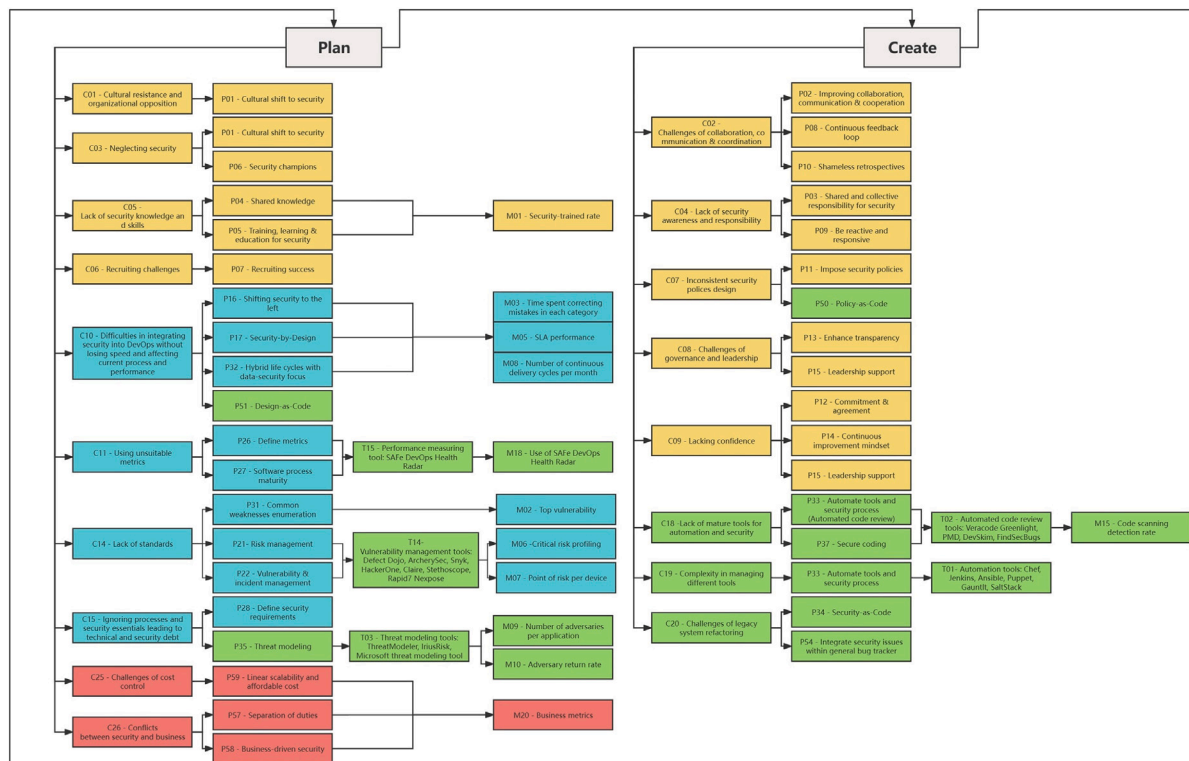 Plan
C01 - Cultural resistance and
organizational opposition
P01 - Cultural shift to security
C03 - Neglecting security
P01 - Cultural shift to security
P06 - Security champions
C05 -
Lack of security knowledge an
d skills
P04 - Shared knowledge
P05 - Training, learning &
education for security
M01 - Security-trained rate
C06 - Recruiting challenges
P07 - Recruiting success
C10 - Difficulties in integrating
security into DevOps without
losing speed and affecting
current process and
performance
P16 - Shifting security to the
left
P17 - Security-by-Design
P32 - Hybrid life cycles with
data-security focus
P51 - Design-as-Code
M03 - Time spent correcting
mistakes in each category
M05 - SLA performance
M08 - Number of continuous
delivery cycles per month
C11 - Using unsuitable
metrics
P26 - Define metrics
P27 - Software process
maturity
T15 - Performance measuring
tool: SAFe DevOps Health
Radar
M18 - Use of SAFe DevOps
Health Radar
C14 - Lack of standards
P31 - Common
weaknesses enumeration
P21- Risk management
P22 - Vulnerability &
incident management
T14-
Vulnerability management tools:
Defect Dojo, ArcherySec, Snyk,
HackerOne, Claire, Stethoscope,
Rapid7 Nexpose
M02 - Top vulnerability
M06 -Critical risk profiling
M07 - Point of risk per device
C15 - Ignoring processes and
security essentials leading to
technical and security debt
P28 - Define security
requirements
P35 - Threat modeling
T03 - Threat modeling tools:
ThreatModeler, IriusRisk,
Microsoft threat modeling tool
M09 - Number of adversaries
per application
M10 - Adversary return rate
C25 - Challenges of cost
control
P59 - Linear scalability and
affordable cost
C26 - Conflicts
between security and business
P57 - Separation of duties
P58 - Business-driven security
M20 - Business metrics
Create
C02 -
Challenges of collaboration, co
mmunication & coordination
P02 - Improving collaboration,
communication & cooperation
P08 - Continuous feedback
loop
P10 - Shameless retrospectives
C04 - Lack of security
awareness and responsibility
P03 - Shared and collective
responsibility for security
P09 - Be reactive and
responsive
C07 - Inconsistent security
polices design
P11 - Impose security policies
P50 - Policy-as-Code
C08 - Challenges of
governance and leadership
P13 - Enhance transparency
P15 - Leadership support
C09 - Lacking confidence
P12 - Commitment &
agreement
P14 - Continuous
improvement mindset
P15 - Leadership support
C18 -Lack of mature tools for
automation and security
P33 - Automate tools and
security process
(Automated code review)
P37 - Secure coding
T02 - Automated code review
tools: Veracode Greenlight,
PMD, DevSkim, FindSecBugs
M15 - Code scanning
detection rate
C19 - Complexity in managing
different tools
P33 - Automate tools and
security process
T01- Automation tools: Chef,
Jenkins, Ansible, Puppet,
Gauntlt, SaltStack
C20 - Challenges of legacy
system refactoring
P34 - Security-as-Code
P54 - Integrate security issues
within general bug tracker